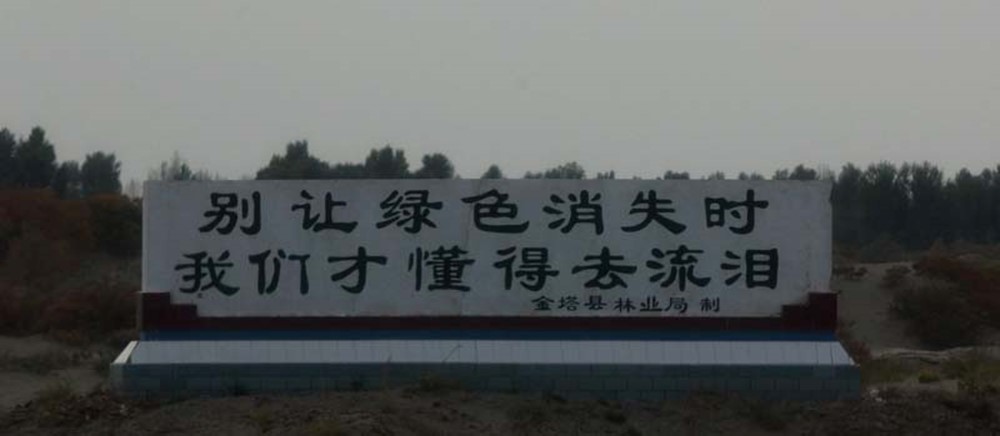 别让绿色消失时
我们才懂得去流泪
金塔县林业局 制